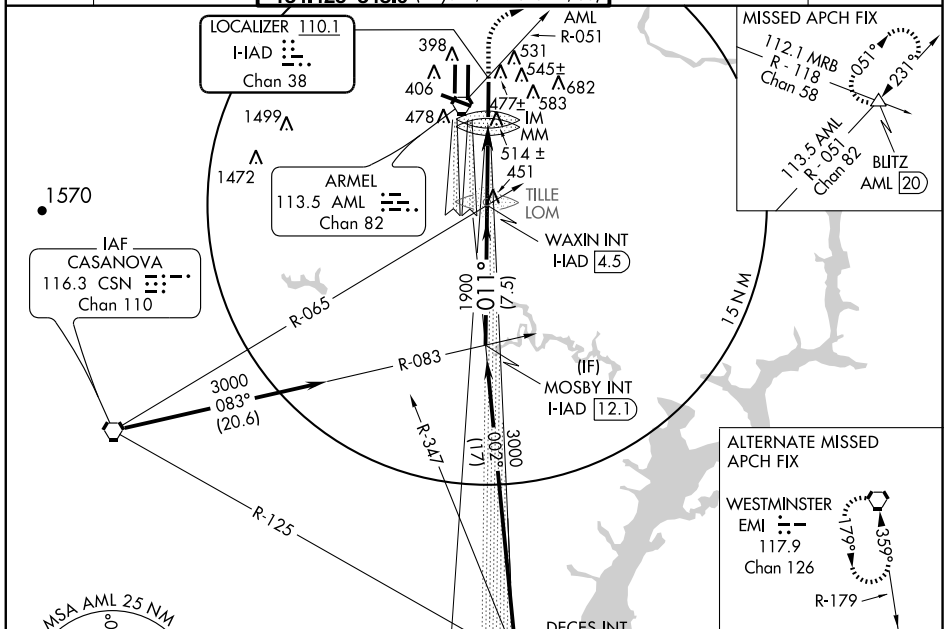 LOCALIZER 110.1
I-IAD
Chan 38
398
406
478
1499
1472
1570
AML
R-051
531
545±
682
477±
583
IM
MM
514 ±
451
TILLE
LOM
ARMEL
113.5 AML
Chan 82
WAXIN INT
I-IAD 4.5
IAF
CASANOVA
116.3 CSN
Chan 110
R-065
1900
011°
(7.5)
15 NM
R-083
3000
083°
(20.6)
(IF)
MOSBY INT
I-IAD 12.1
R-347
3000
002°
(17)
R-125
MSA AML 25 NM
DECES INT
MISSED APCH FIX
112.1 MRB
R - 118
Chan 58
051°
231°
113.5 AML
R - 051
Chan 82
BLITZ
AML 20
ALTERNATE MISSED
APCH FIX
WESTMINSTER
EMI
117.9
Chan 126
179°
359°
R-179